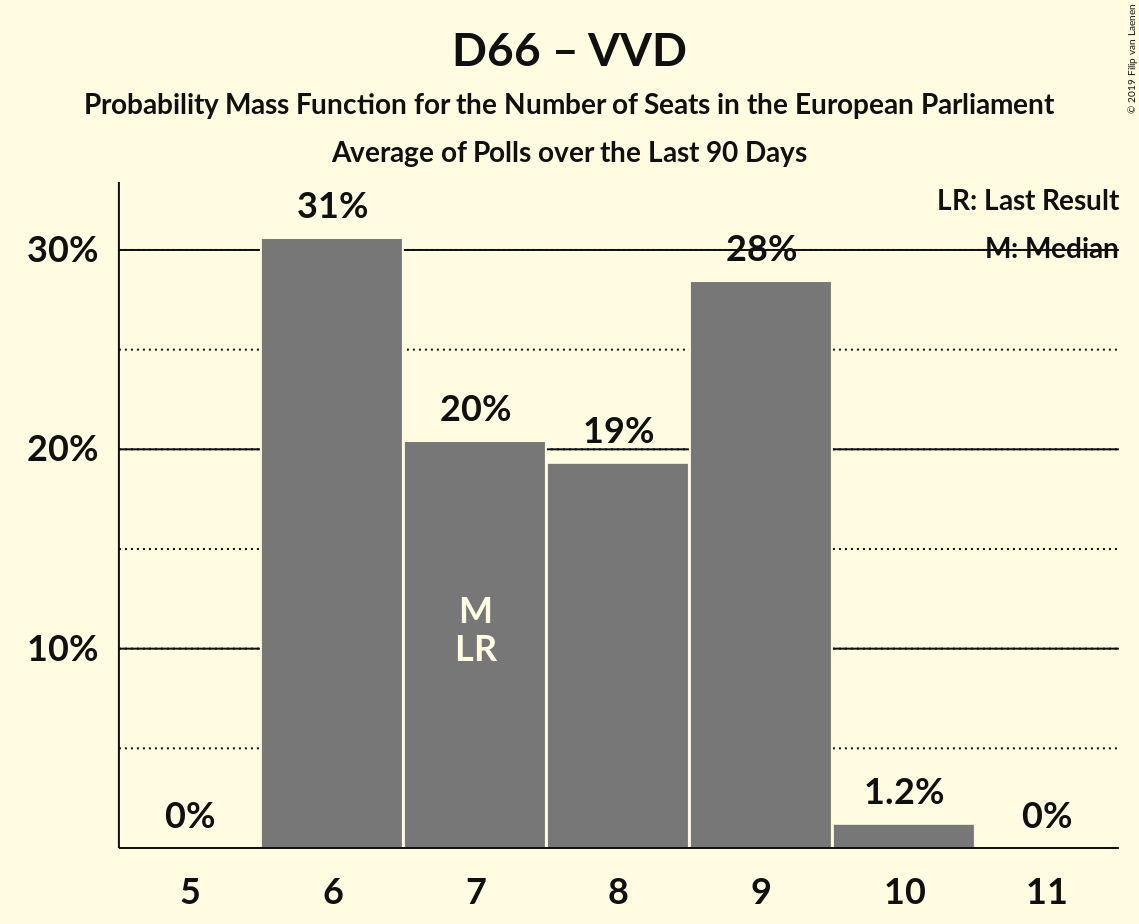 D66 – VVD
Probability Mass Function for the Number of Seats in the European Parliament
Average of Polls over the Last 90 Days
© 2019 Filip van Laenen
LR: Last Result
M: Median
30%
20%
10%
0%
31%
20%
19%
28%
1.2%
0%
M
LR
5
6
7
8
9
10
11